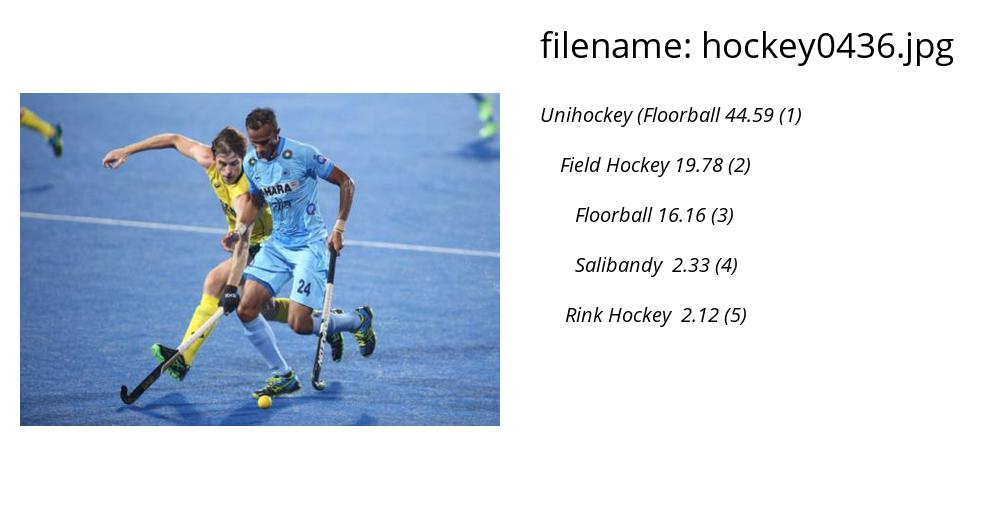 filename: hockey0436.jpg
Unihockey (Floorball 44.59 (1)
Field Hockey 19.78 (2)
Floorball 16.16 (3)
Salibandy 2.33 (4)
Rink Hockey 2.12 (5)
AHARA
24